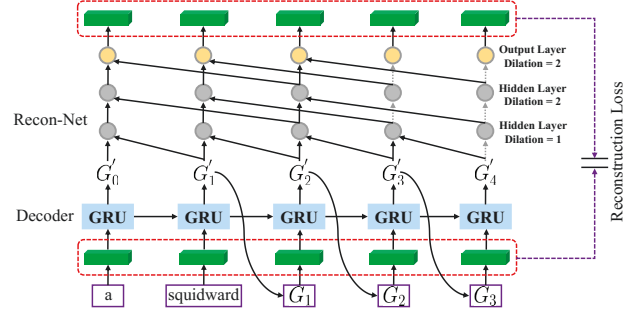 Output Layer
Dilation = 2
Hidden Layer
Dilation = 2
Hidden Layer
Dilation = 1
Recon-Net
Reconstruction Loss
G'0 G'1 G'2 G'3 G'4
Decoder GRU GRU GRU GRU GRU
a squidward G1 G2 G3